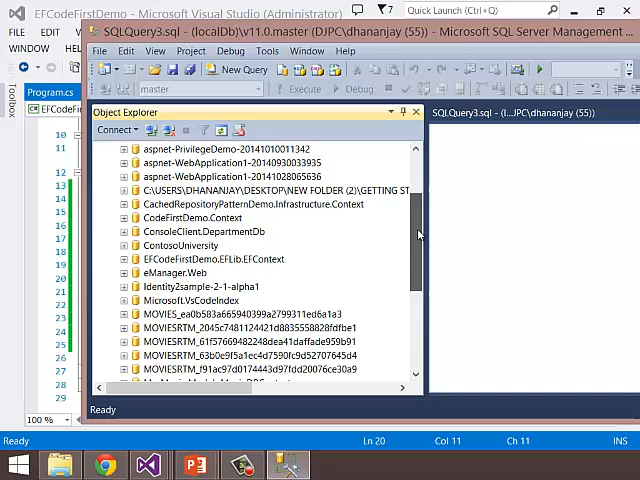 EFCodeFirstDemo - Microsoft Visual Studio (Administrator)
7
Quick Launch (Ctrl+Q)
FILE EDIT
WINDOW
SQLQuery3.sql - (localDb)\v11.0.master (DJPC\dhananjay (55)) - Microsoft SQL Server Management ...
File Edit View Project Debug Tools Window Help
New Query
master
Execute
Debug
Toolbox
Program.cs
EFCodeFirs
Object Explorer
SQLQuery3.sql - (l...JPC\dhananjay (55))
Connect
aspnet-PrivilegeDemo-20141010011342
aspnet-WebApplication1-20140930033935
aspnet-WebApplication1-20141028065636
C:\USERS\DHANANJAY\DESKTOP\NEW FOLDER (2)\GETTING ST
CachedRepositoryPatternDemo.Infrastructure.Context
CodeFirstDemo.Context
ConsoleClient.DepartmentDb
ContosoUniversity
EFCodeFirstDemo.EFLib.EFContext
eManager.Web
Identity2sample-2-1-alpha1
Microsoft.VsCodeIndex
MOVIES_ea0b583a665940399a2799311ed6a1a3
MOVIESRTM_2045c7481124421d8835558828fdfbe1
MOVIESRTM_61f57669482248dea41daffade959b91
MOVIESRTM_63b0e9f5a1ec4d7590fc9d52707645d4
MOVIESRTM_f91ac97d0174443d97fdd20076ce30a9
10
11
12
13
14
15
16
17
18
19
20
21
22
23
24
25
26
27
28
29
100 %
Ready
Ready
Ln 20
Col 11
Ch 11
INS